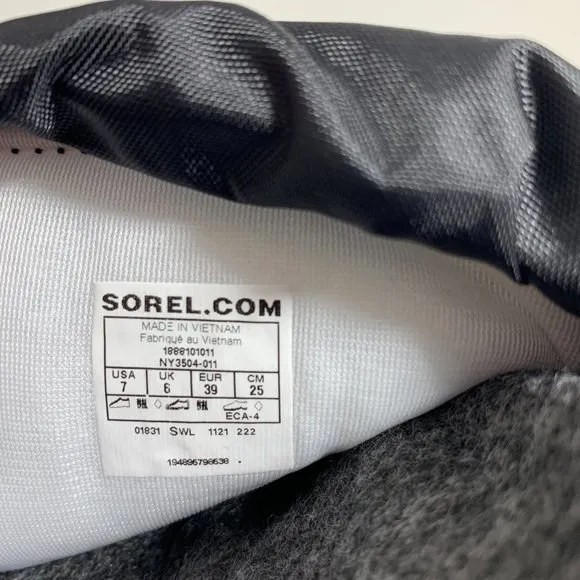 SOREL.COM
MADE IN VIETNAM
Fabriqué au Vietnam
1888101011
NY3504-011
USA UK EUR CM
7 6 39 25
ECA-4
01831 SWL 1121 222
194895798538